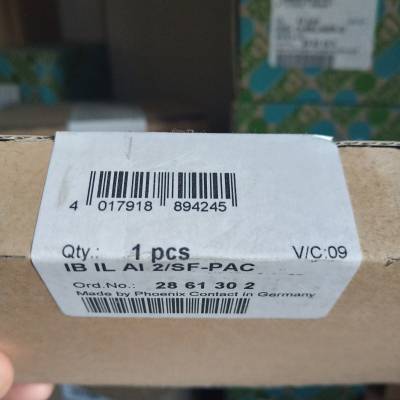 4 017918 894245
Qty.: 1 pcs V/C:09
IB IL AI 2/SF-PAC
Ord.No.: 28 61 30 2
Made by Phoenix Contact in Germany